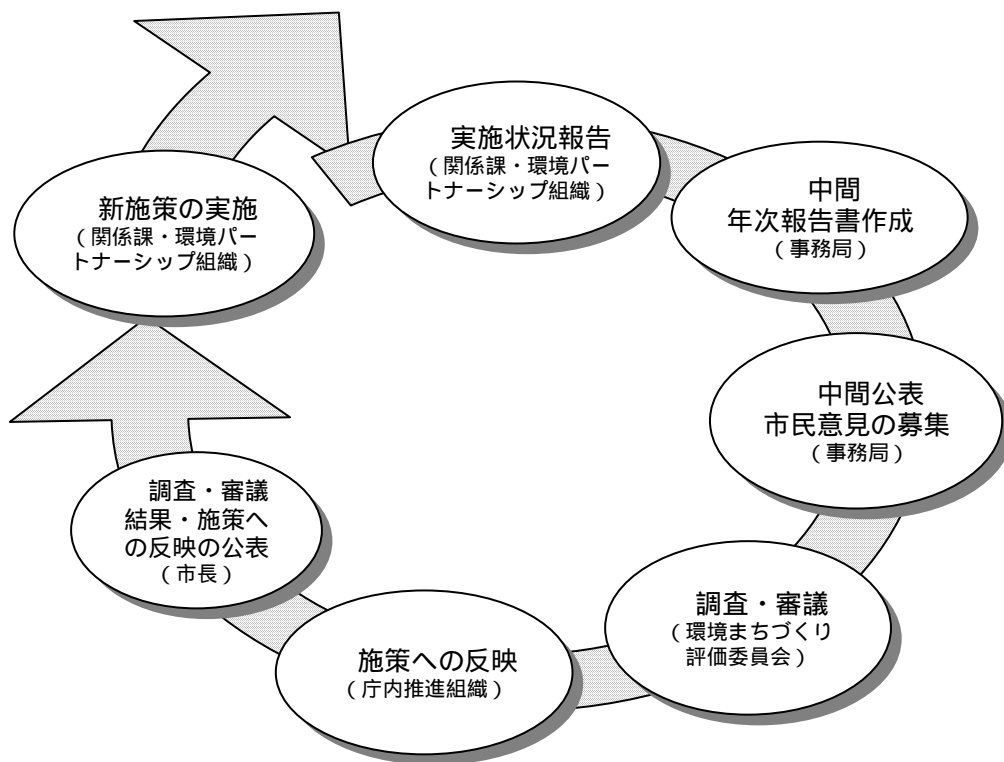 実施状況報告
（関係課・環境パー
トナーシップ組織）
中間
年次報告書作成
（事務局）
中間公表
市民意見の募集
（事務局）
調査・審議
（環境まちづくり
評価委員会）
施策への反映
（庁内推進組織）
調査・審議
結果・施策へ
の反映の公表
（市長）
新施策の実施
（関係課・環境パー
トナーシップ組織）